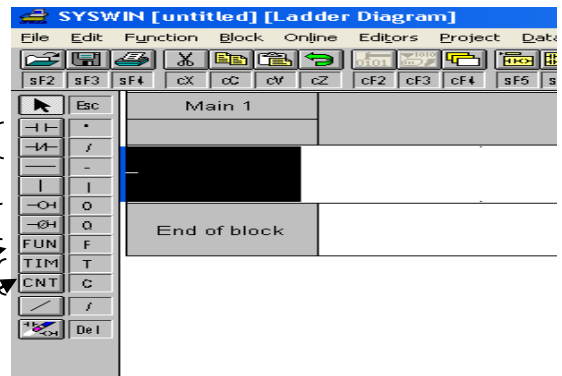 SYSWIN [untitled] [Ladder Diagram]
File Edit Function Block Online Editors Project
sF2 sF3 sF4 cX cC cV cZ cF2 cF3 cF4 sF5
Esc
Main 1
"
/
-
|
O
Q
End of block
FUN F
TIM T
CNT C
/
Del